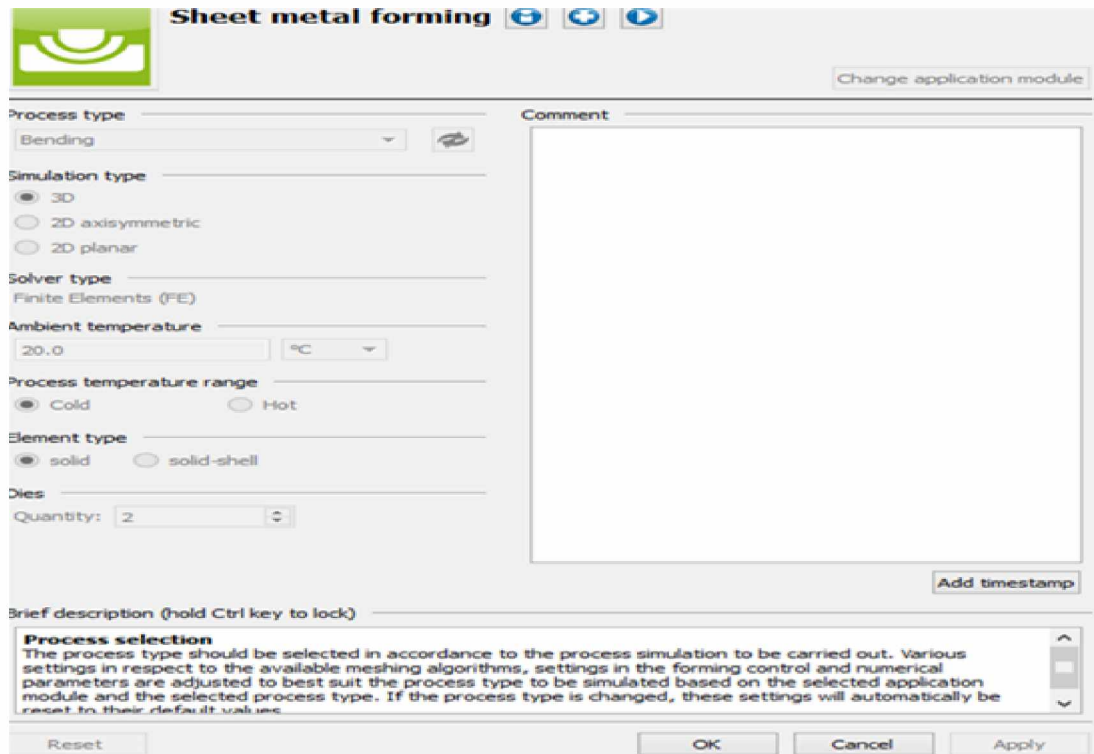 Sheet metal forming
Change application module
Process type
Bending
Simulation type
3D
2D axisymmetric
2D planar
Solver type
Finite Elements (FE)
Ambient temperature
20.0 °C
Process temperature range
Cold Hot
Element type
solid solid-shell
Dies
Quantity: 2
Comment
Add timestamp
Brief description (hold Ctrl key to lock)
Process selection
The process type should be selected in accordance to the process simulation to be carried out. Various
settings in respect to the available meshing algorithms, settings in the forming control and numerical
parameters are adjusted to best suit the process type to be simulated based on the selected application
module and the selected process type. If the process type is changed, these settings will automatically be
reset to their default values
Reset OK Cancel Apply